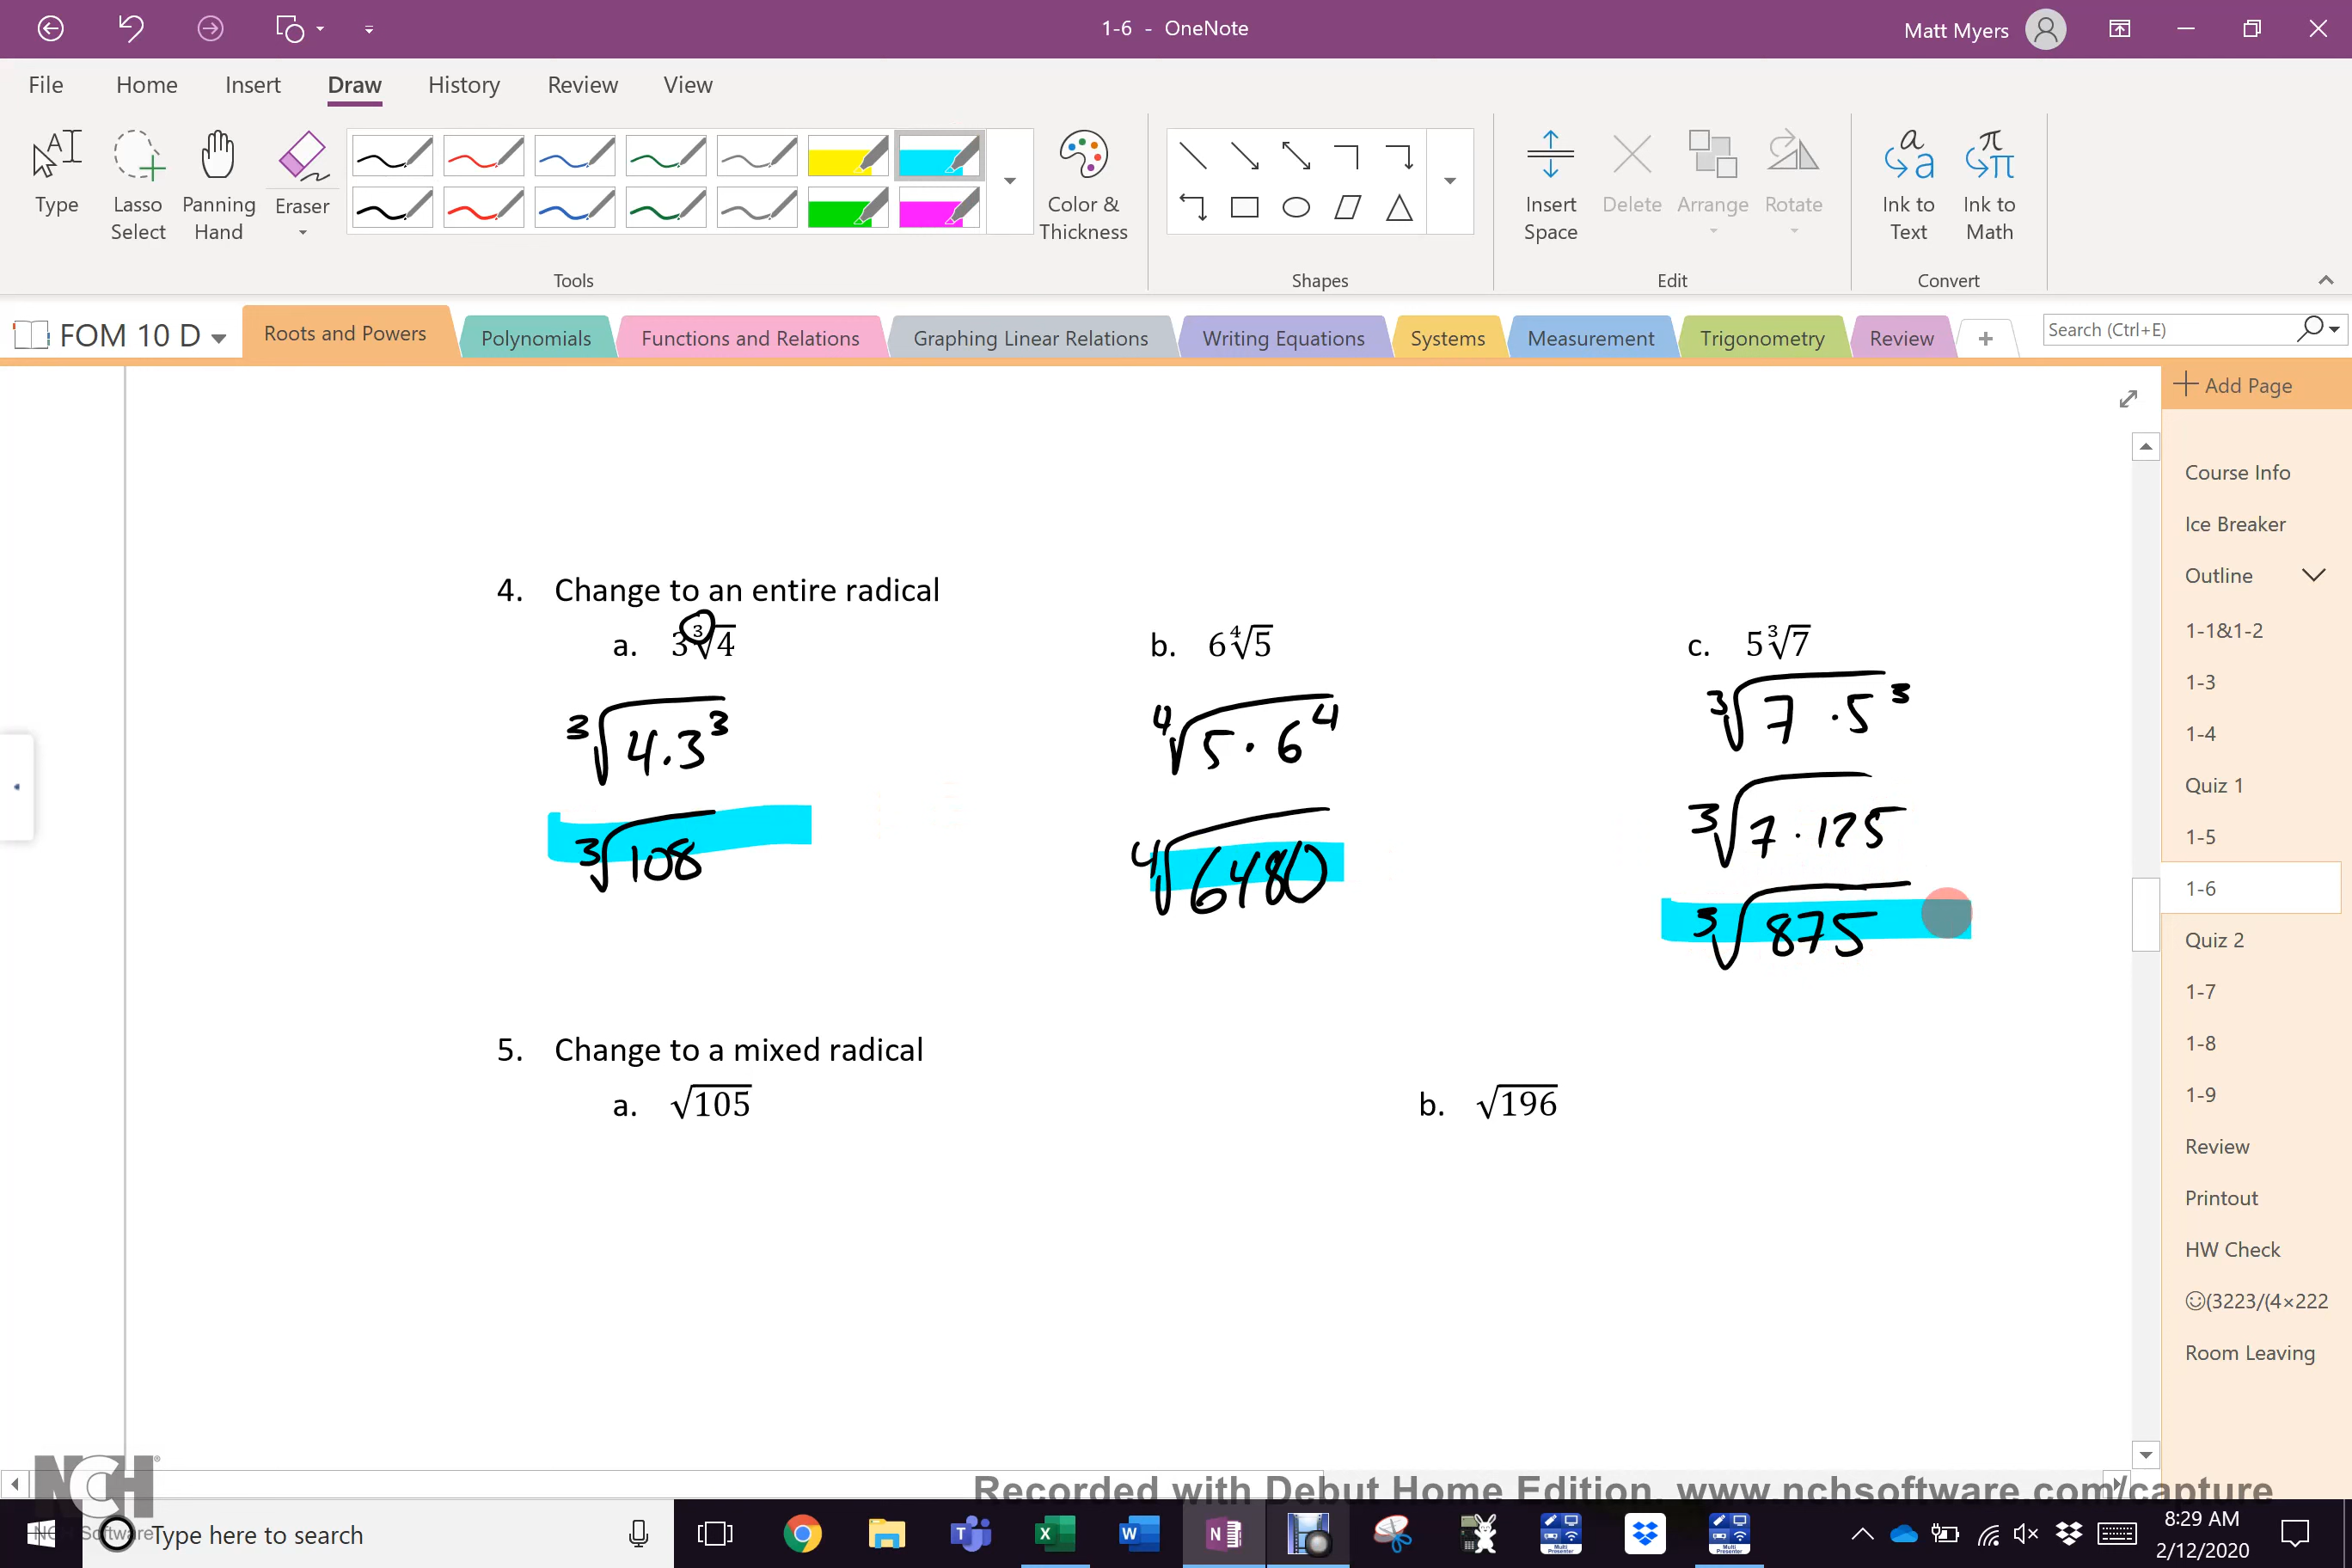 1-6 - OneNote
Matt Myers
File Home Insert Draw History Review View
Type
Lasso Select
Panning Hand
Eraser
Color & Thickness
Insert Space
Delete
Arrange
Rotate
Ink to Text
Ink to Math
Tools
Shapes
Edit
Convert
FOM 10 D
Roots and Powers
Polynomials
Functions and Relations
Graphing Linear Relations
Writing Equations
Systems
Measurement
Trigonometry
Review
Search (Ctrl+E)
Add Page
Course Info
Ice Breaker
Outline
1-1&1-2
1-3
1-4
Quiz 1
1-5
1-6
Quiz 2
1-7
1-8
1-9
Review
Printout
HW Check
☺(3223/(4×222
Room Leaving
4. Change to an entire radical
a. 3∛4 b. 6∜5 c. 5∛7
∛4·3³ ∜5·6⁴ ∛7·5³
∛108 ∜6480 ∛7·125
∛875
5. Change to a mixed radical
a. √105 b. √196
NCH®
NCH Software
Recorded with Debut Home Edition. www.nchsoftware.com/capture
Type here to search
8:29 AM
2/12/2020